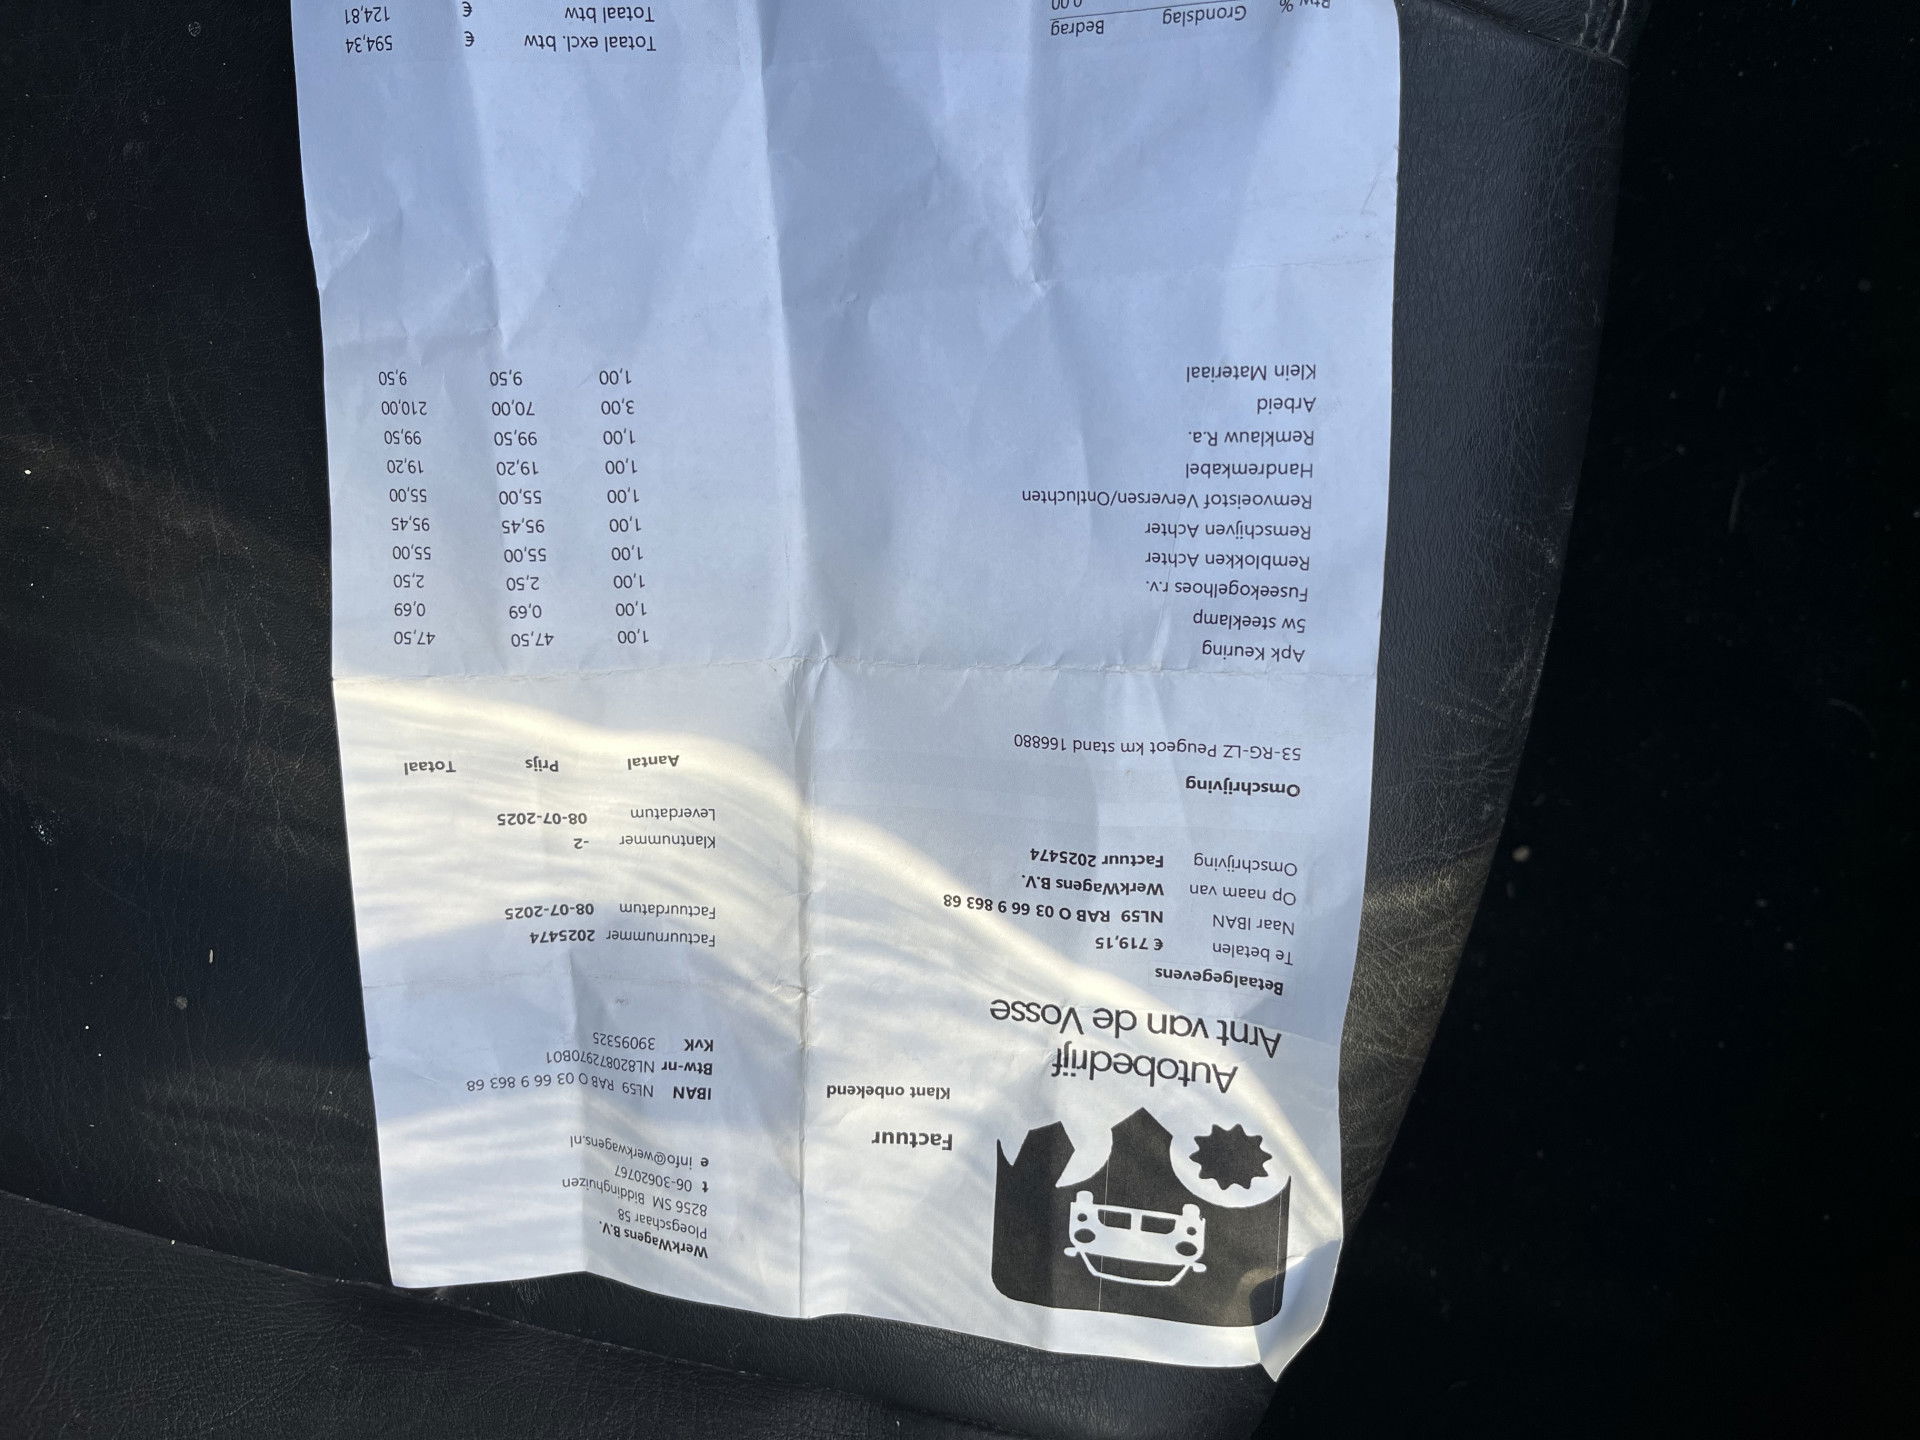 Autobedrijf
Arnt van de Vosse
Factuur
Klant onbekend
WerkWagens B.V.
Ploegschaar 58
8256 SM Biddinghuizen
t 06-30620767
e info@werkwagens.nl
IBAN NL59 RABO 03 66 9 863 68
Btw-nr NL820872970B01
KvK 39095325
Betaalgegevens
Te betalen € 719,15
Naar IBAN NL59 RABO 03 66 9 863 68
Op naam van WerkWagens B.V.
Omschrijving Factuur 2025474
Factuurnummer 2025474
Factuurdatum 08-07-2025
Klantnummer -2
Leverdatum 08-07-2025
Omschrijving Aantal Prijs Totaal
53-RG-LZ Peugeot km stand 166880
Apk Keuring 1,00 47,50 47,50
5w steeklamp 1,00 0,69 0,69
Fuseekogelhoes r.v. 1,00 2,50 2,50
Remblokken Achter 1,00 55,00 55,00
Remschijven Achter 1,00 95,45 95,45
Remvoeistof Verversen/Ontluchten 1,00 55,00 55,00
Handremkabel 1,00 19,20 19,20
Remklauw R.a. 1,00 99,50 99,50
Arbeid 3,00 70,00 210,00
Klein Materiaal 1,00 9,50 9,50
Btw % Grondslag Bedrag
0,00
Totaal excl. btw € 594,34
Totaal btw € 124,81